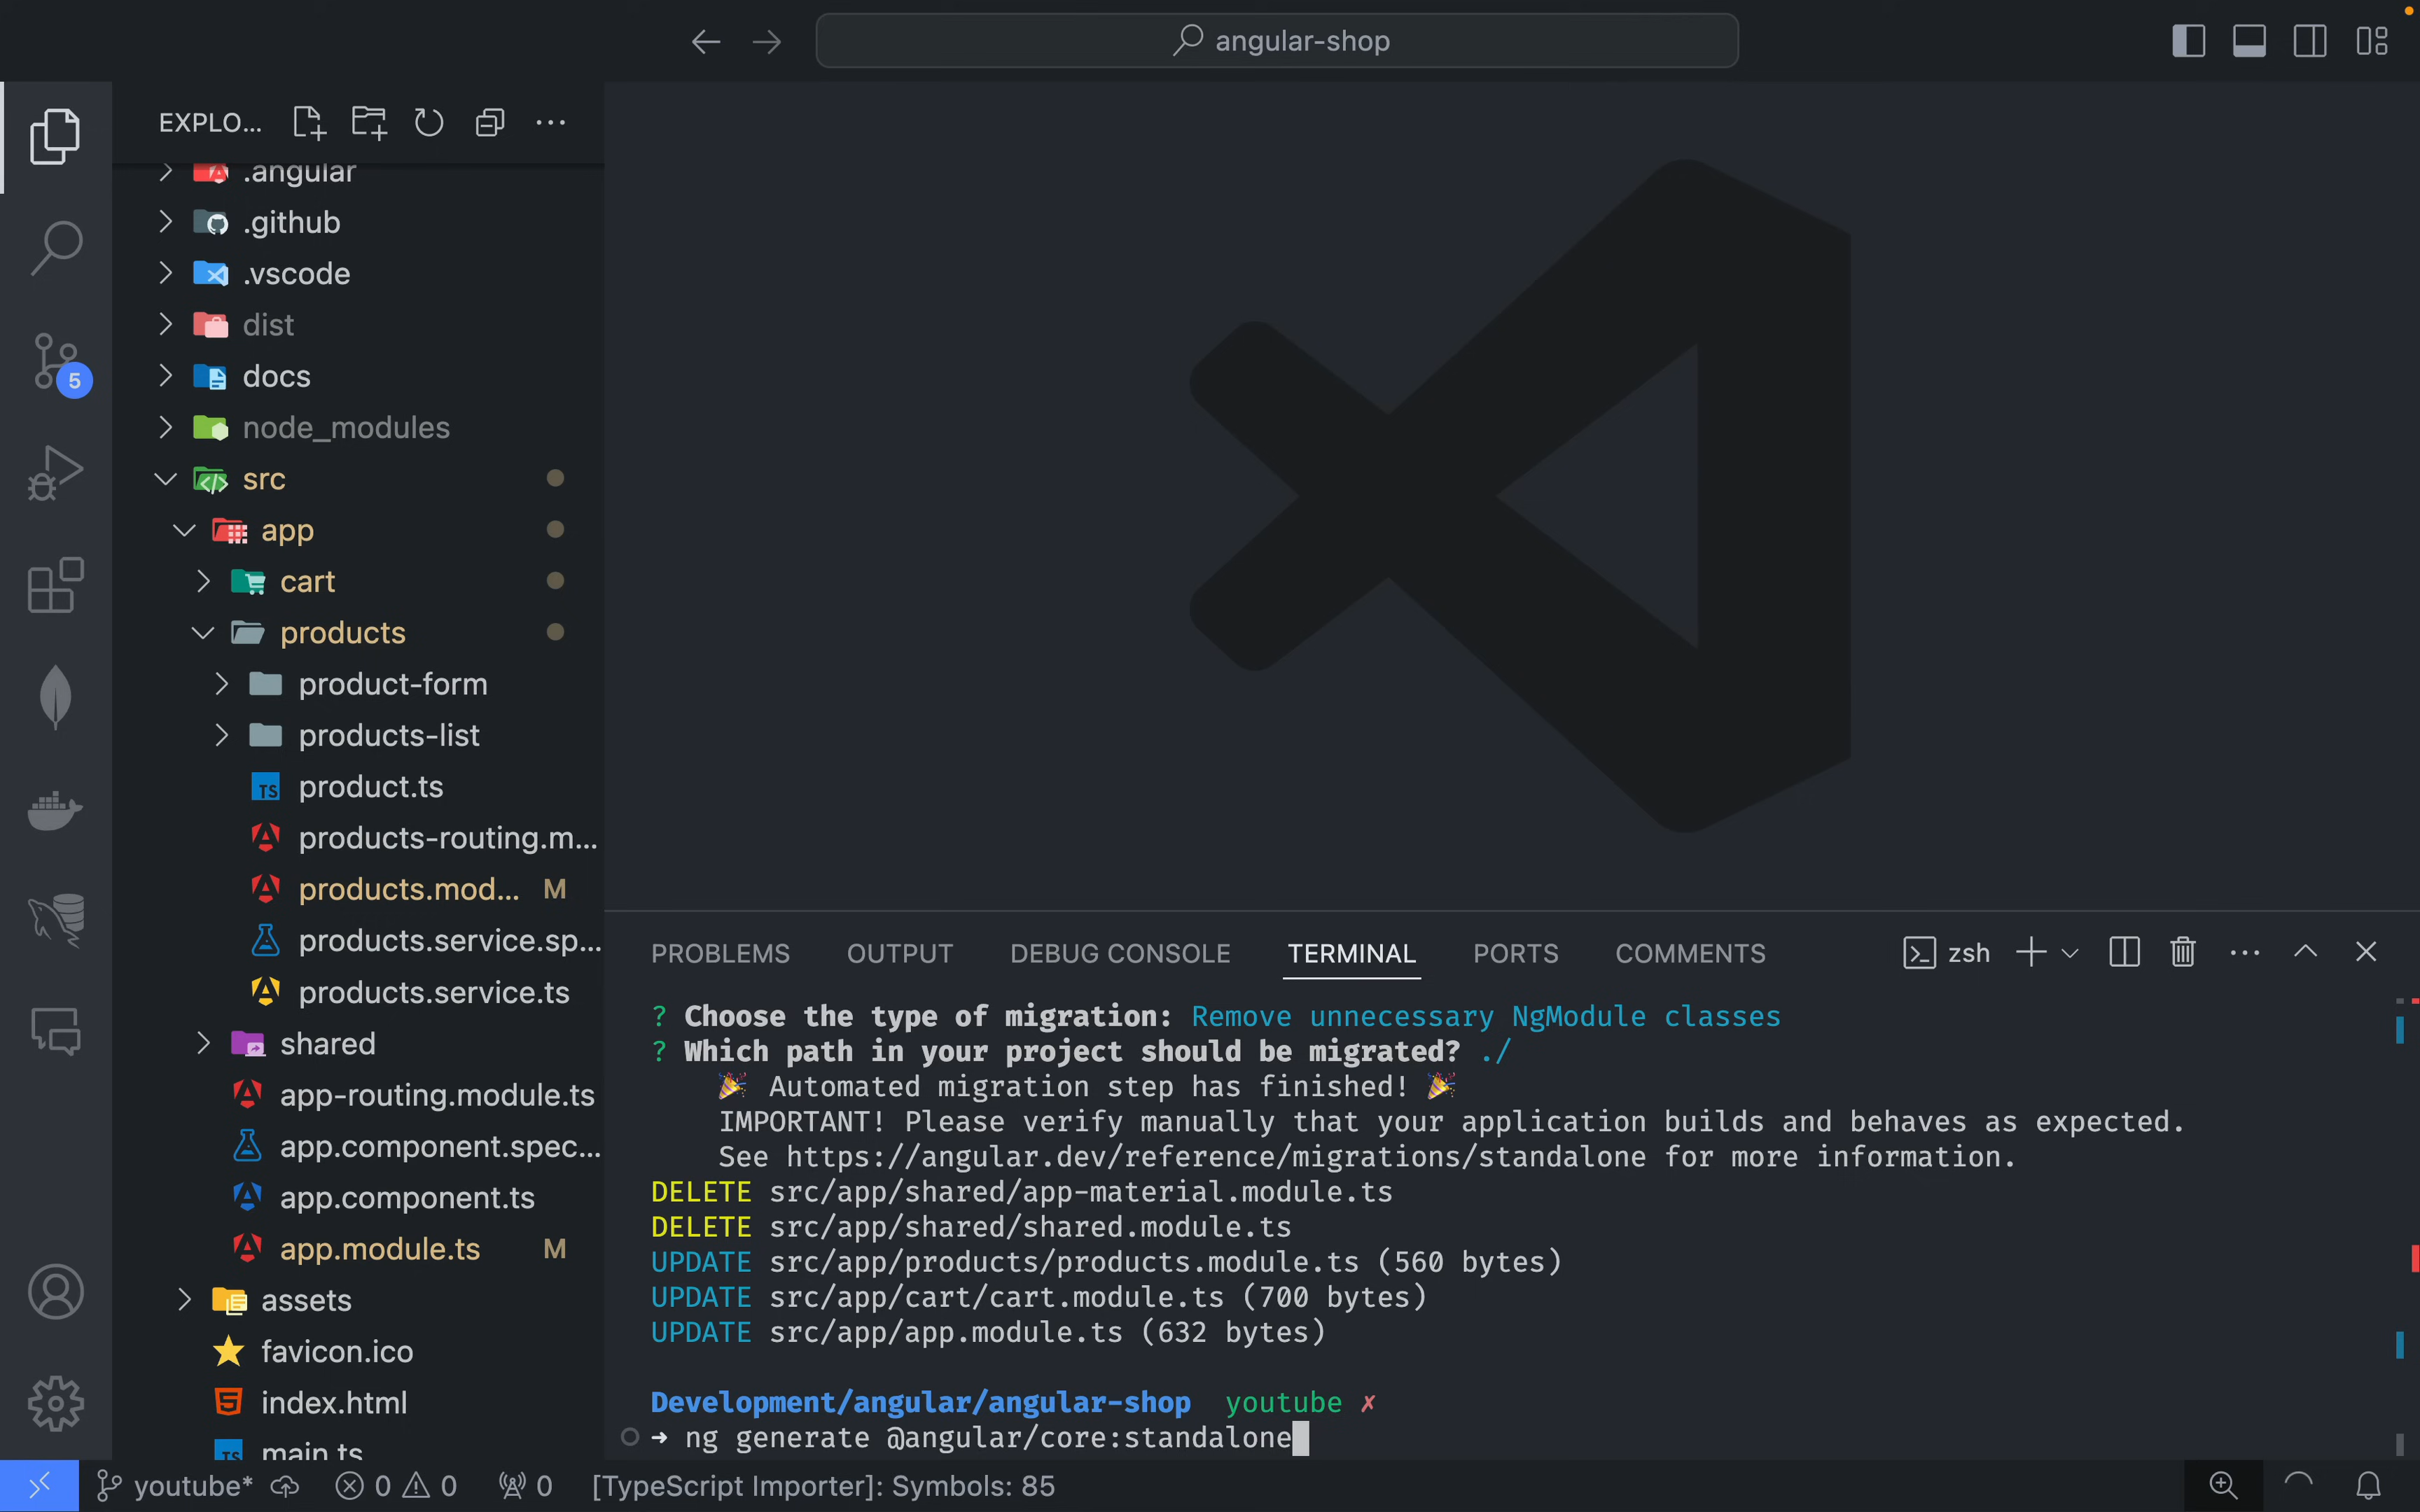 angular-shop
EXPLO...
.angular
.github
.vscode
dist
docs
node_modules
src
app
cart
products
product-form
products-list
product.ts
products-routing.m...
products.mod... M
products.service.sp...
products.service.ts
shared
app-routing.module.ts
app.component.spec...
app.component.ts
app.module.ts M
assets
favicon.ico
index.html
main.ts
5
PROBLEMS OUTPUT DEBUG CONSOLE TERMINAL PORTS COMMENTS zsh
? Choose the type of migration: Remove unnecessary NgModule classes
? Which path in your project should be migrated? ./
🎉 Automated migration step has finished! 🎉
IMPORTANT! Please verify manually that your application builds and behaves as expected.
See https://angular.dev/reference/migrations/standalone for more information.
DELETE src/app/shared/app-material.module.ts
DELETE src/app/shared/shared.module.ts
UPDATE src/app/products/products.module.ts (560 bytes)
UPDATE src/app/cart/cart.module.ts (700 bytes)
UPDATE src/app/app.module.ts (632 bytes)
Development/angular/angular-shop youtube ✗
➜ ng generate @angular/core:standalone
youtube* 0 0 0 [TypeScript Importer]: Symbols: 85